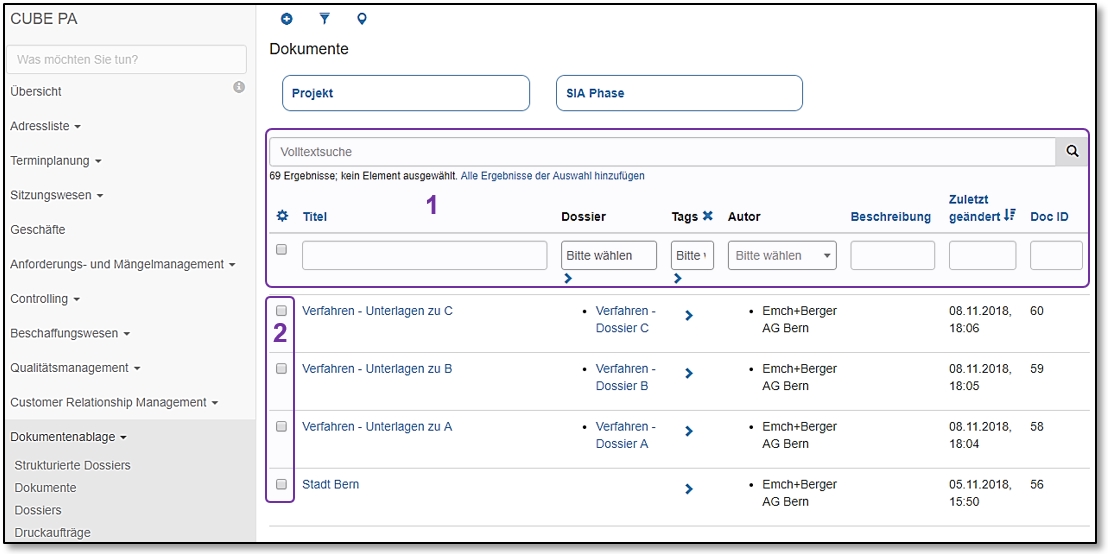 CUBE PA
Was möchten Sie tun?
Übersicht
Adressliste
Terminplanung
Sitzungswesen
Geschäfte
Anforderungs- und Mängelmanagement
Controlling
Beschaffungswesen
Qualitätsmanagement
Customer Relationship Management
Dokumentenablage
Strukturierte Dossiers
Dokumente
Dossiers
Druckaufträge
Dokumente
Projekt SIA Phase
Volltextsuche
69 Ergebnisse; kein Element ausgewählt. Alle Ergebnisse der Auswahl hinzufügen
1
Titel Dossier Tags Autor Beschreibung Zuletzt geändert Doc ID
Bitte wählen Bitte Bitte wählen
2
Verfahren - Unterlagen zu C Verfahren - Emch+Berger 08.11.2018, 60
Dossier C AG Bern 18:06
Verfahren - Unterlagen zu B Verfahren - Emch+Berger 08.11.2018, 59
Dossier B AG Bern 18:05
Verfahren - Unterlagen zu A Verfahren - Emch+Berger 08.11.2018, 58
Dossier A AG Bern 18:04
Stadt Bern Emch+Berger 05.11.2018, 56
AG Bern 15:50